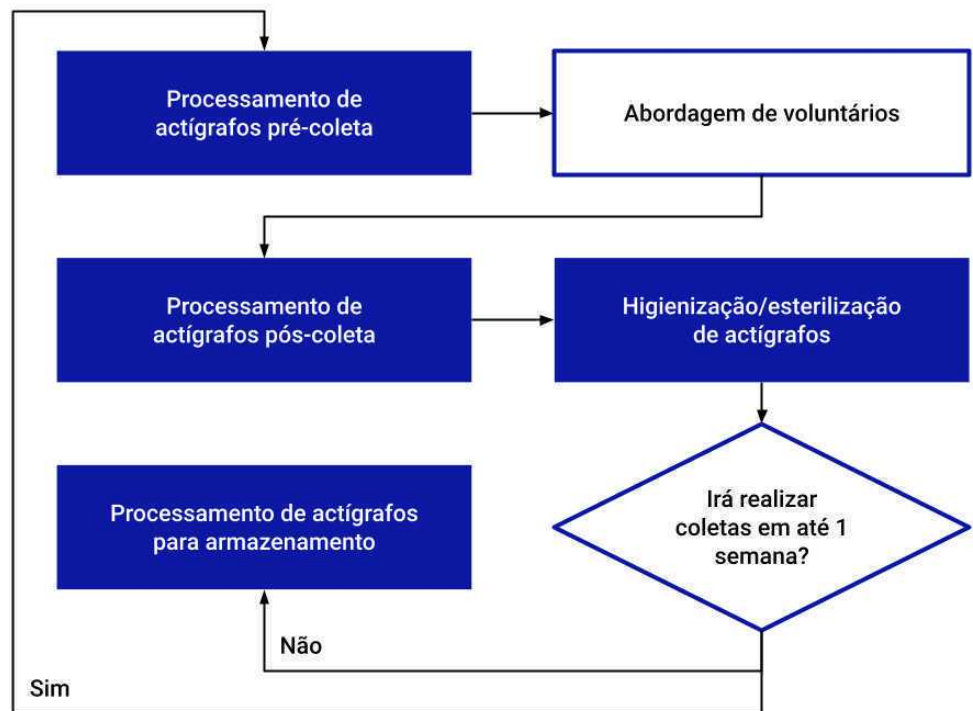 Processamento de
actígrafos pré-coleta
Abordagem de voluntários
Processamento de
actígrafos pós-coleta
Higienização/esterilização
de actígrafos
Processamento de actígrafos
para armazenamento
Irá realizar
coletas em até 1
semana?
Não
Sim